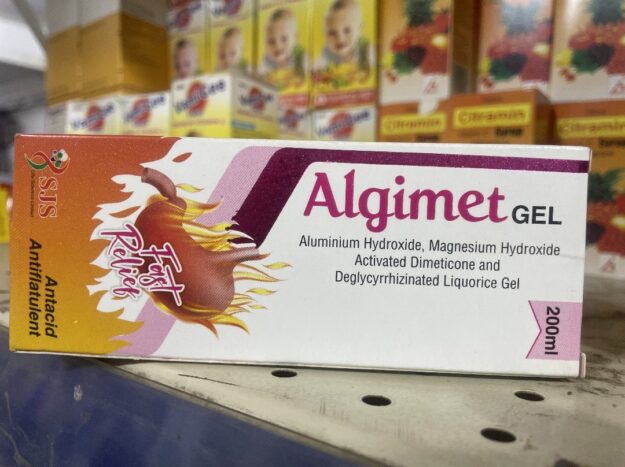 SJS
Antacid
Antiflatulent
Fast
Relief
Algimet GEL
Aluminium Hydroxide, Magnesium Hydroxide
Activated Dimeticone and
Deglycyrrhizinated Liquorice Gel
200ml
Citramin
Citramin